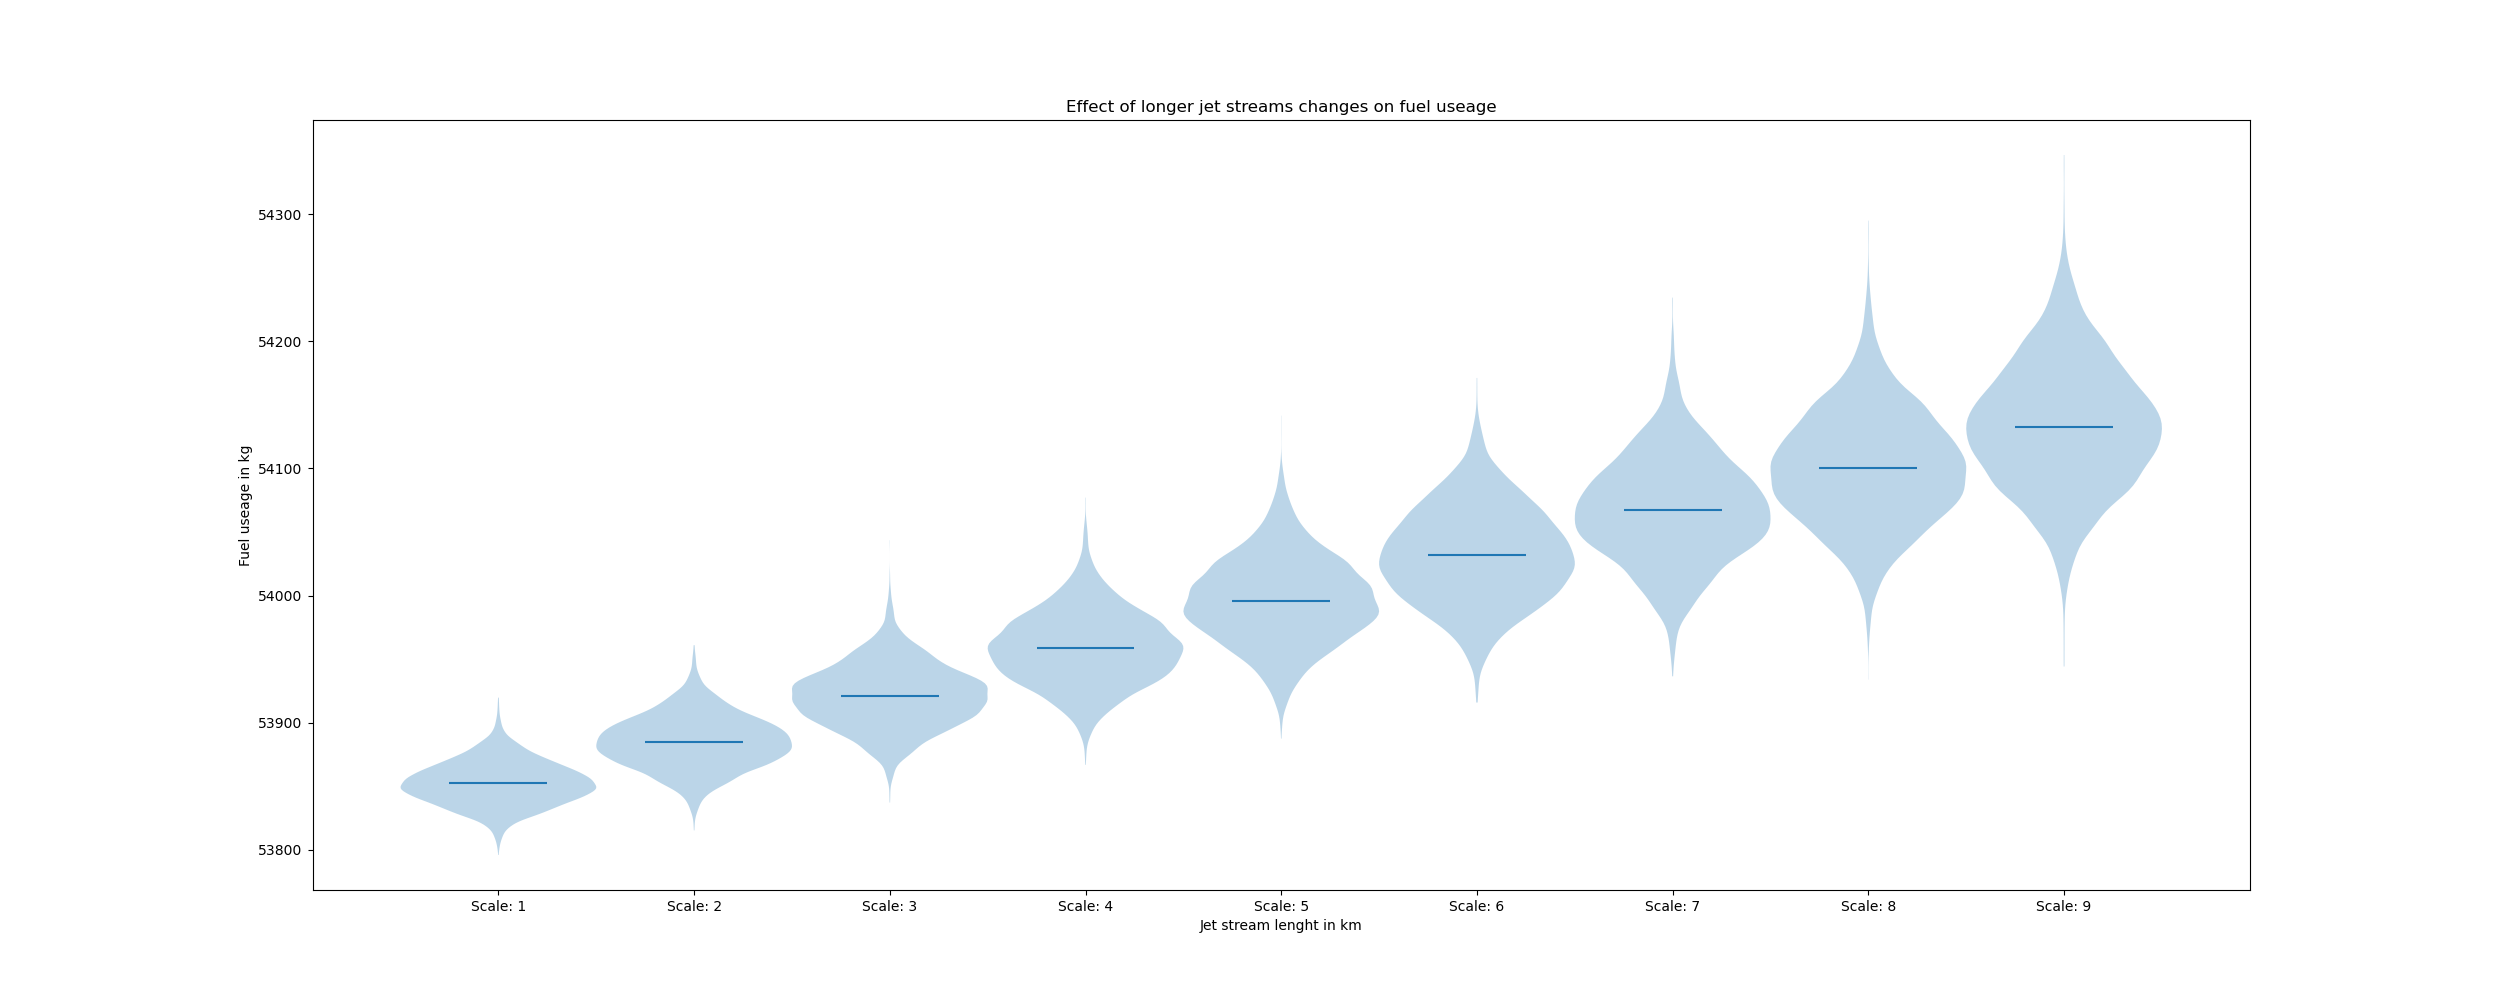 Effect of longer jet streams changes on fuel useage
54300
54200
54100
54000
53900
53800
Fuel useage in kg
Scale: 1 Scale: 2 Scale: 3 Scale: 4 Scale: 5 Scale: 6 Scale: 7 Scale: 8 Scale: 9
Jet stream lenght in km